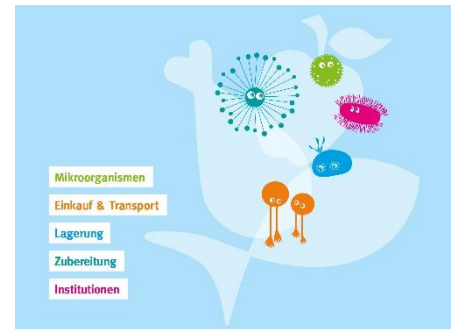 Mikroorganismen
Einkauf & Transport
Lagerung
Zubereitung
Institutionen